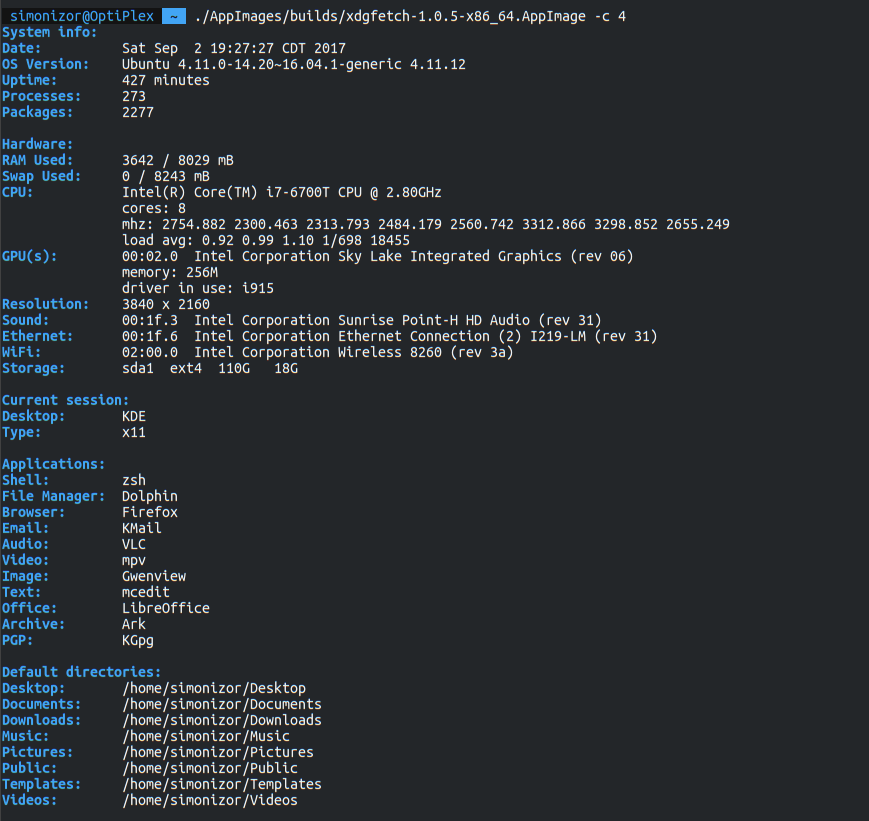 simonizor@OptiPlex ~ ./AppImages/builds/xdgfetch-1.0.5-x86_64.AppImage -c 4
System info:
Date: Sat Sep  2 19:27:27 CDT 2017
OS Version: Ubuntu 4.11.0-14.20~16.04.1-generic 4.11.12
Uptime: 427 minutes
Processes: 273
Packages: 2277
Hardware:
RAM Used: 3642 / 8029 mB
Swap Used: 0 / 8243 mB
CPU: Intel(R) Core(TM) i7-6700T CPU @ 2.80GHz
cores: 8
mhz: 2754.882 2300.463 2313.793 2484.179 2560.742 3312.866 3298.852 2655.249
load avg: 0.92 0.99 1.10 1/698 18455
GPU(s): 00:02.0  Intel Corporation Sky Lake Integrated Graphics (rev 06)
memory: 256M
driver in use: i915
Resolution: 3840 x 2160
Sound: 00:1f.3  Intel Corporation Sunrise Point-H HD Audio (rev 31)
Ethernet: 00:1f.6  Intel Corporation Ethernet Connection (2) I219-LM (rev 31)
WiFi: 02:00.0  Intel Corporation Wireless 8260 (rev 3a)
Storage: sda1  ext4  110G   18G
Current session:
Desktop: KDE
Type: x11
Applications:
Shell: zsh
File Manager: Dolphin
Browser: Firefox
Email: KMail
Audio: VLC
Video: mpv
Image: Gwenview
Text: mcedit
Office: LibreOffice
Archive: Ark
PGP: KGpg
Default directories:
Desktop: /home/simonizor/Desktop
Documents: /home/simonizor/Documents
Downloads: /home/simonizor/Downloads
Music: /home/simonizor/Music
Pictures: /home/simonizor/Pictures
Public: /home/simonizor/Public
Templates: /home/simonizor/Templates
Videos: /home/simonizor/Videos